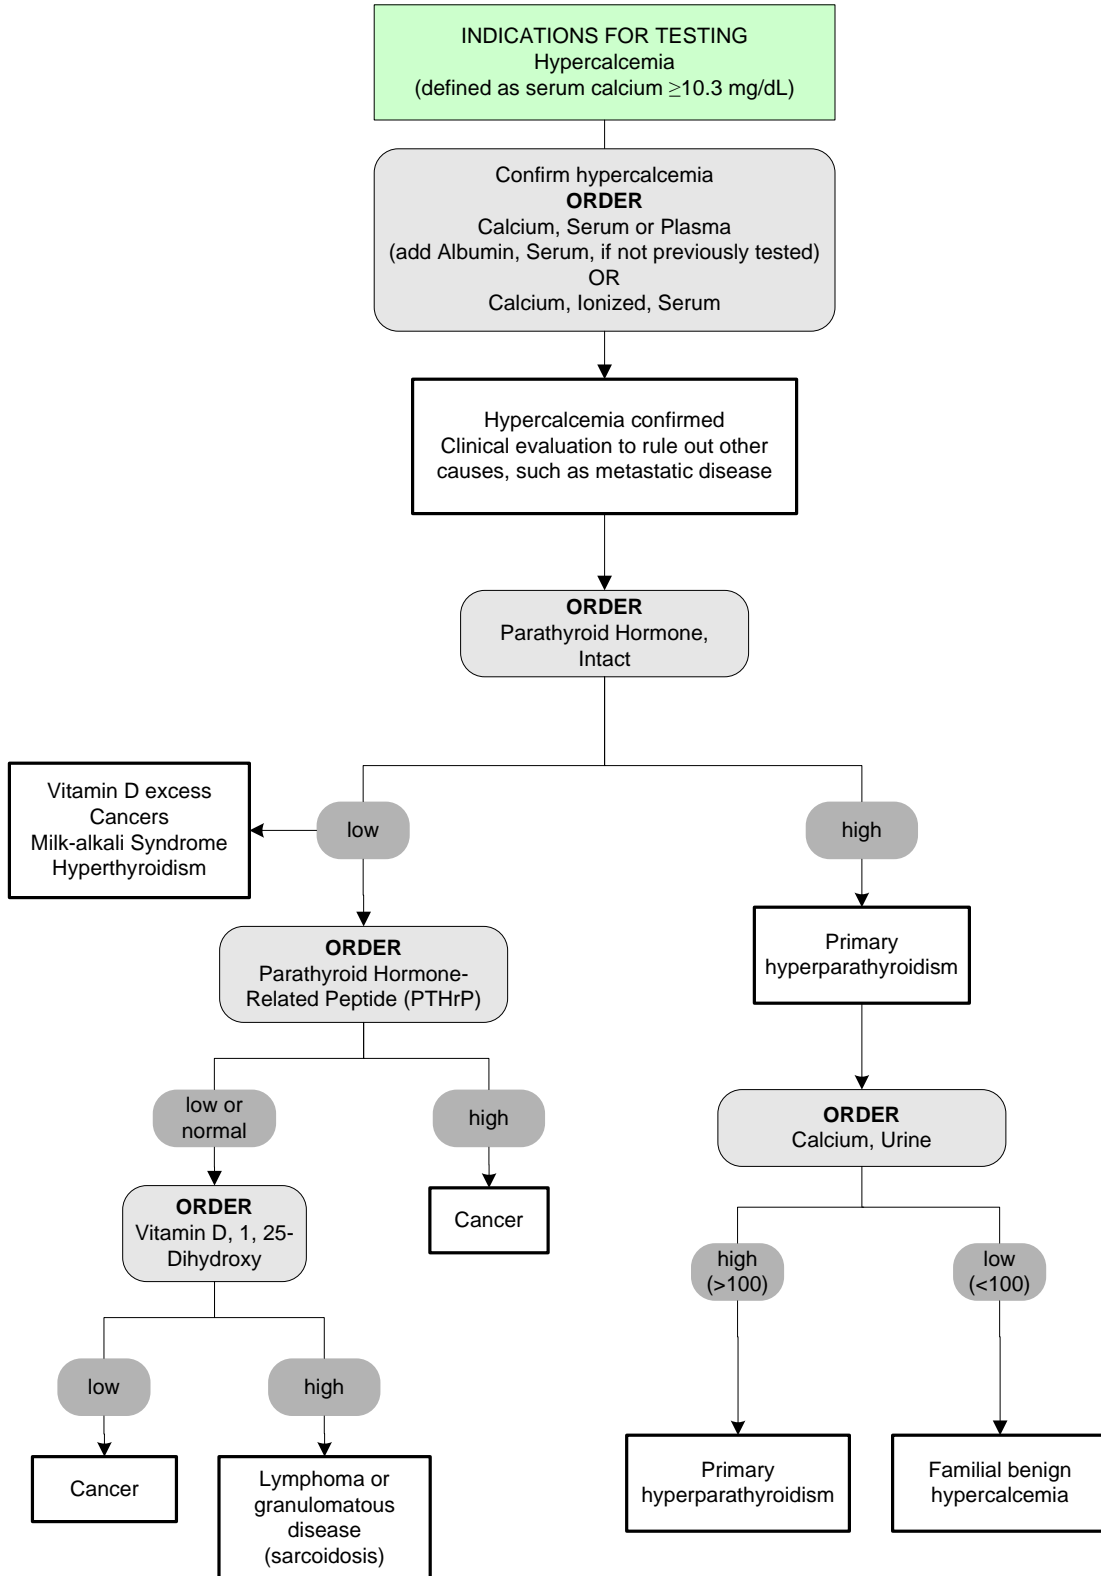 INDICATIONS FOR TESTING
Hypercalcemia
(defined as serum calcium ≥10.3 mg/dL)
Confirm hypercalcemia
ORDER
Calcium, Serum or Plasma
(add Albumin, Serum, if not previously tested)
OR
Calcium, Ionized, Serum
Hypercalcemia confirmed
Clinical evaluation to rule out other
causes, such as metastatic disease
ORDER
Parathyroid Hormone,
Intact
Vitamin D excess
Cancers
Milk-alkali Syndrome
Hyperthyroidism
low
high
ORDER
Parathyroid Hormone-
Related Peptide (PTHrP)
Primary
hyperparathyroidism
low or
normal
high
ORDER
Calcium, Urine
ORDER
Vitamin D, 1, 25-
Dihydroxy
Cancer
high
(>100)
low
(<100)
low
high
Cancer
Lymphoma or
granulomatous
disease
(sarcoidosis)
Primary
hyperparathyroidism
Familial benign
hypercalcemia